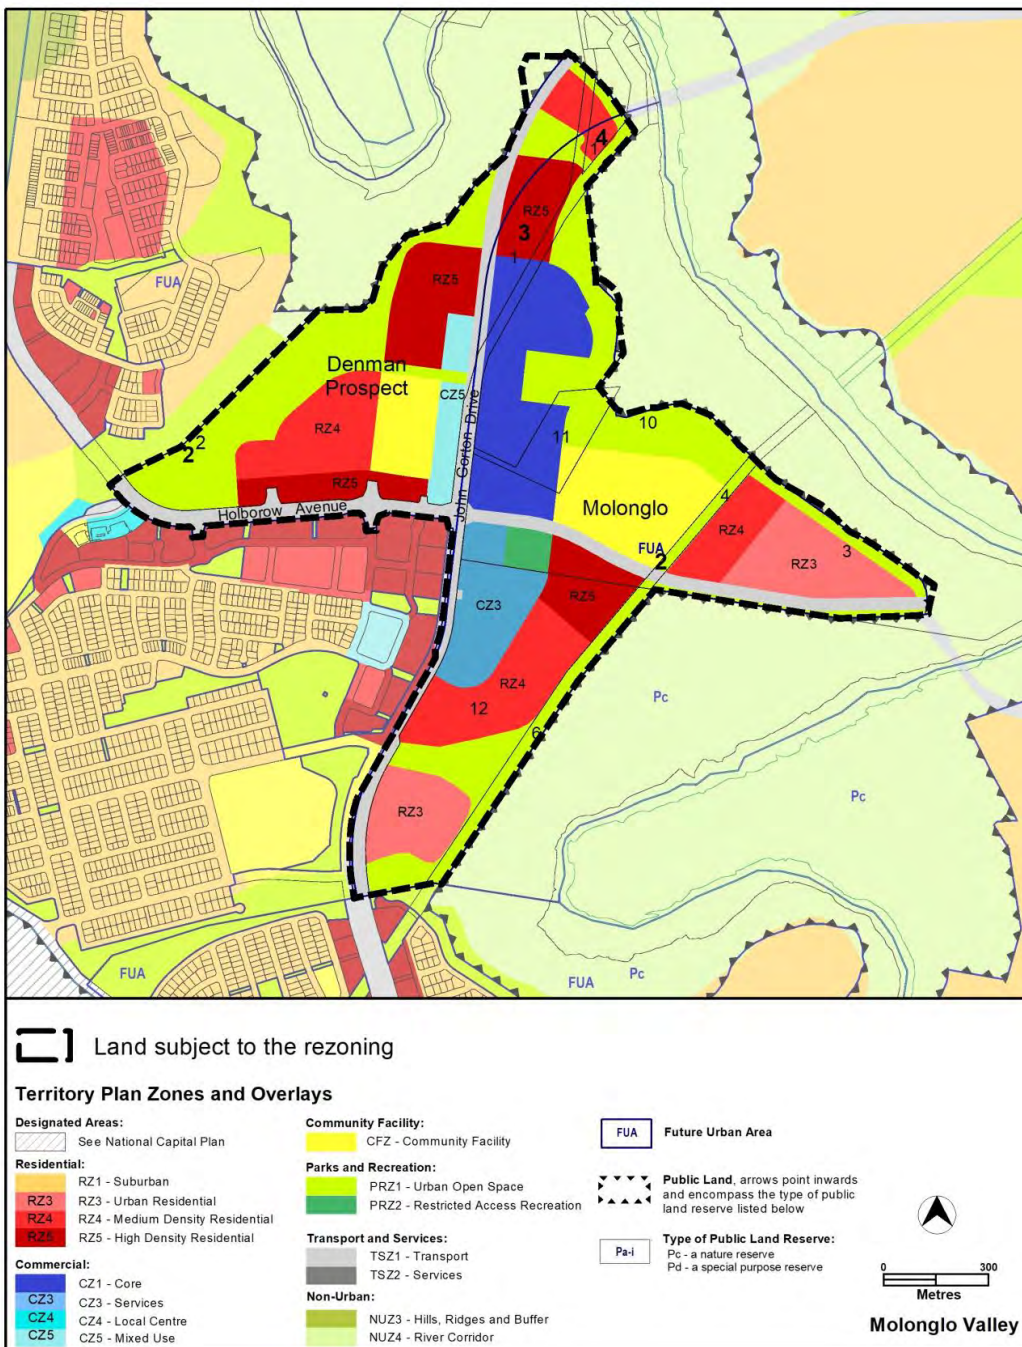 4
1
RZ5
3
1
FUA
RZ5
Denman
Prospect
CZ5
John Gorton Drive
RZ4
2
2
10
11
RZ5
Holborow Avenue
Molonglo
4
RZ4
FUA
2
3
RZ3
RZ5
CZ3
RZ4
12
6
Pc
Pc
RZ3
FUA
FUA
Pc
Land subject to the rezoning
Territory Plan Zones and Overlays
Designated Areas:
See National Capital Plan
Residential:
RZ1 - Suburban
RZ3 RZ3 - Urban Residential
RZ4 RZ4 - Medium Density Residential
RZ5 RZ5 - High Density Residential
Commercial:
CZ1 - Core
CZ3 CZ3 - Services
CZ4 CZ4 - Local Centre
CZ5 CZ5 - Mixed Use
Community Facility:
CFZ - Community Facility
Parks and Recreation:
PRZ1 - Urban Open Space
PRZ2 - Restricted Access Recreation
Transport and Services:
TSZ1 - Transport
TSZ2 - Services
Non-Urban:
NUZ3 - Hills, Ridges and Buffer
NUZ4 - River Corridor
FUA Future Urban Area
Public Land, arrows point inwards
and encompass the type of public
land reserve listed below
Pa-i
Type of Public Land Reserve:
Pc - a nature reserve
Pd - a special purpose reserve
0 300
Metres
Molonglo Valley